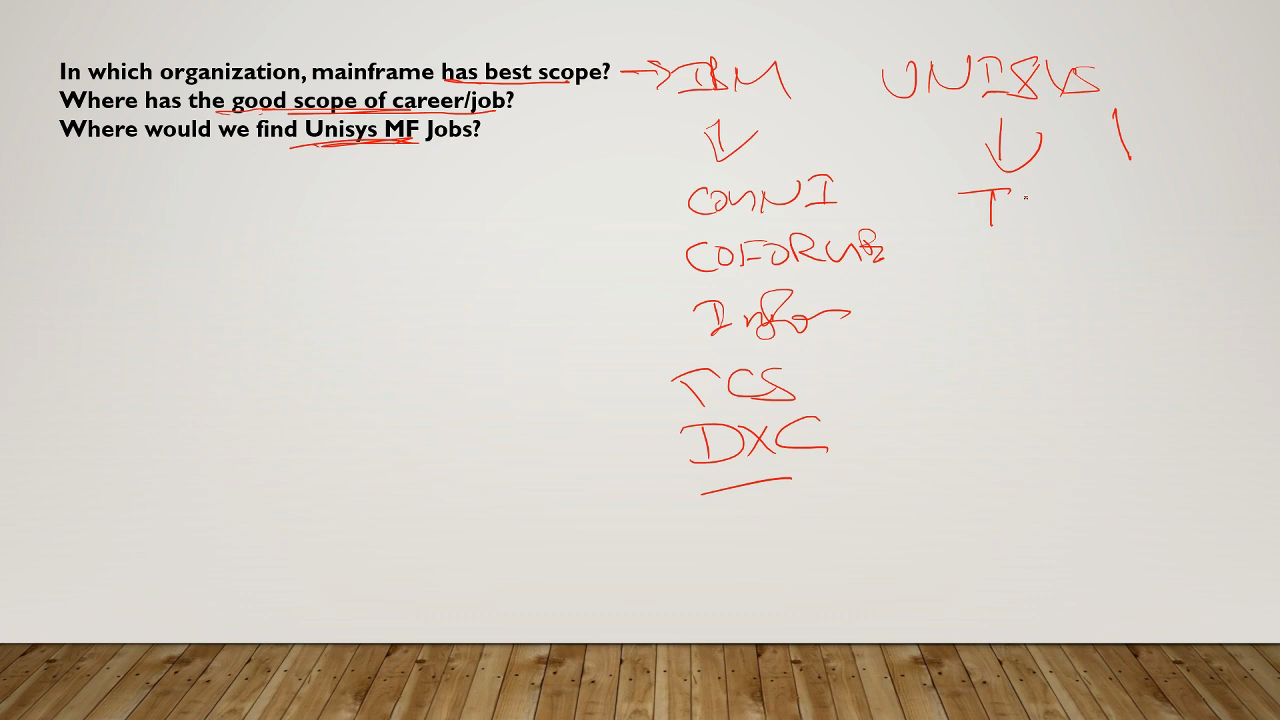 In which organization, mainframe has best scope?
Where has the good scope of career/job?
Where would we find Unisys MF Jobs?
IBM
COFORGE
Infor
TCS
DXC
UNISYS
T